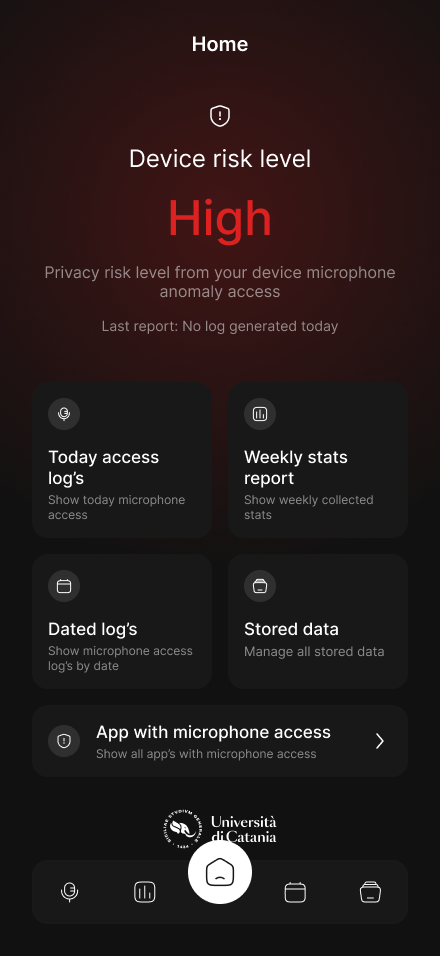 Home
Device risk level
High
Privacy risk level from your device microphone
anomaly access
Last report: No log generated today
Today access
log’s
Show today microphone
access
Weekly stats
report
Show weekly collected
stats
Dated log’s
Show microphone access
log’s by date
Stored data
Manage all stored data
App with microphone access
Show all app’s with microphone access
Università
di Catania